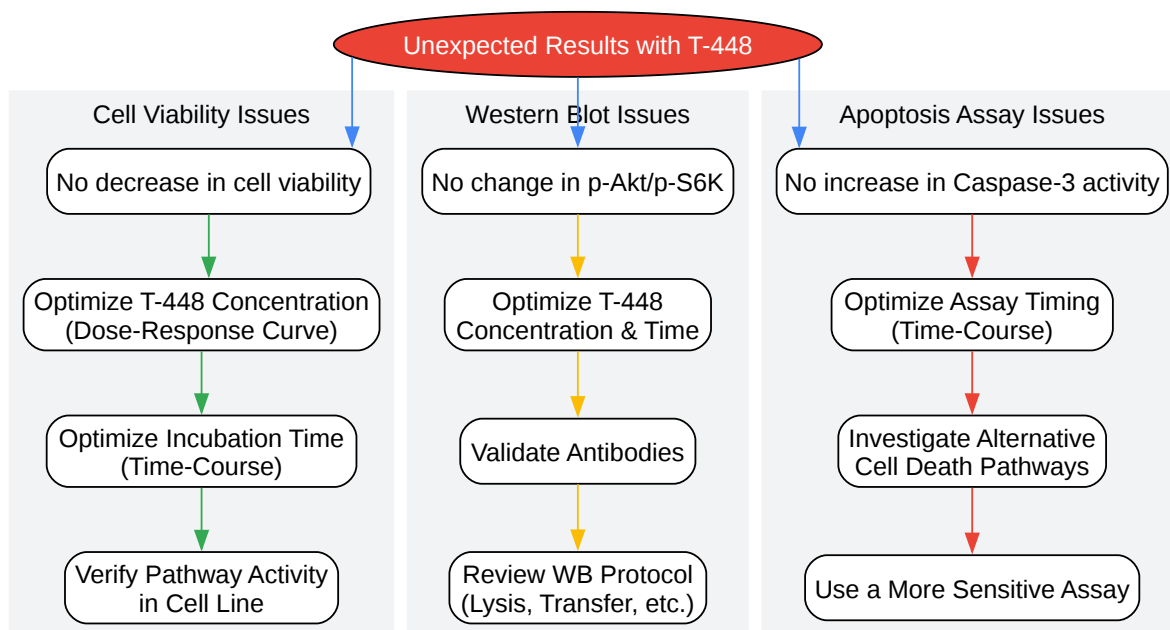 Unexpected Results with T-448
Cell Viability Issues
No decrease in cell viability
Optimize T-448 Concentration
(Dose-Response Curve)
Optimize Incubation Time
(Time-Course)
Verify Pathway Activity
in Cell Line
Western Blot Issues
No change in p-Akt/p-S6K
Optimize T-448
Concentration & Time
Validate Antibodies
Review WB Protocol
(Lysis, Transfer, etc.)
Apoptosis Assay Issues
No increase in Caspase-3 activity
Optimize Assay Timing
(Time-Course)
Investigate Alternative
Cell Death Pathways
Use a More Sensitive Assay